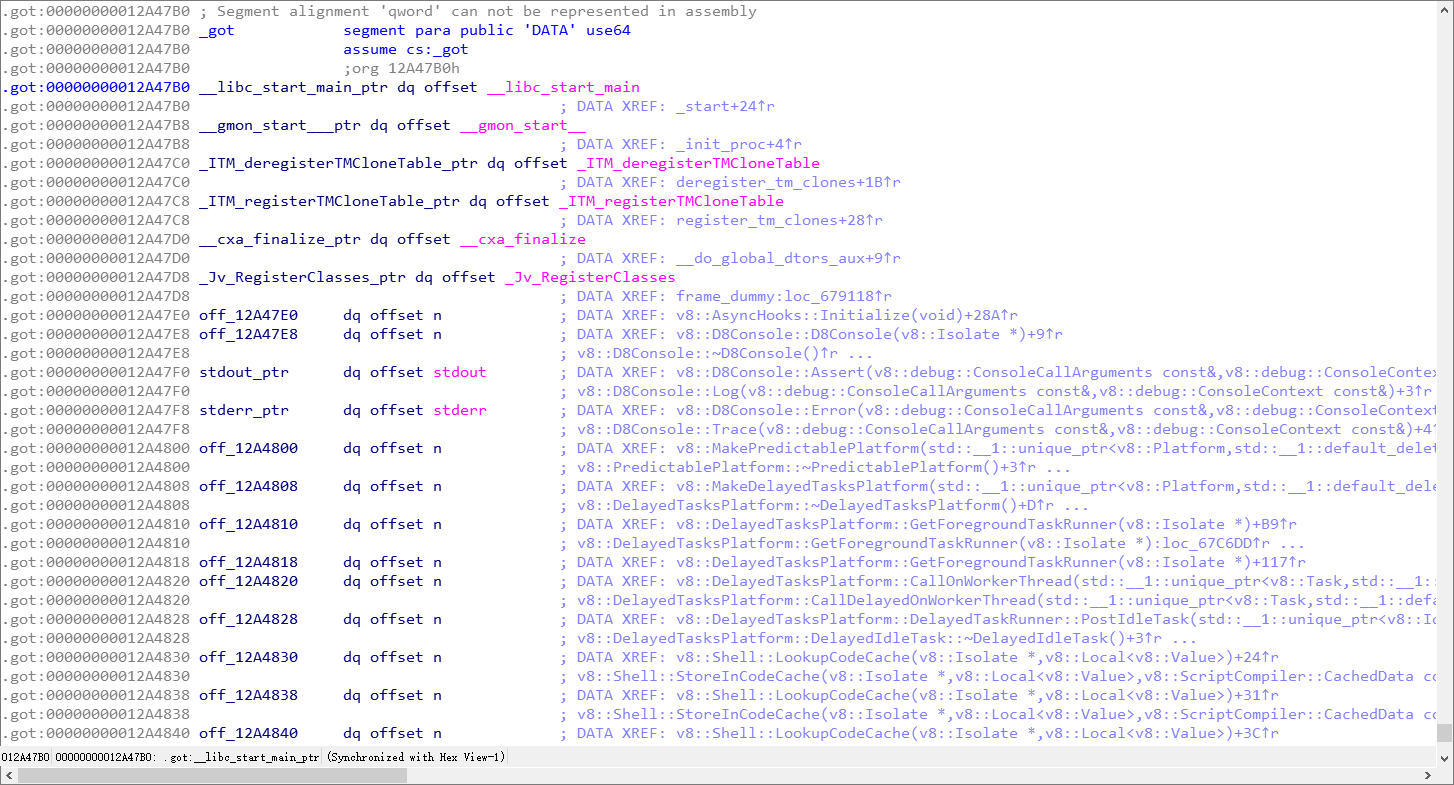 .got:00000000012A47B0 ; Segment alignment 'qword' can not be represented in assembly
.got:00000000012A47B0 _got segment para public 'DATA' use64
.got:00000000012A47B0 assume cs:_got
.got:00000000012A47B0 ;org 12A47B0h
.got:00000000012A47B0 __libc_start_main_ptr dq offset __libc_start_main
.got:00000000012A47B0 ; DATA XREF: _start+24↑r
.got:00000000012A47B8 __gmon_start___ptr dq offset __gmon_start__
.got:00000000012A47B8 ; DATA XREF: _init_proc+4↑r
.got:00000000012A47C0 _ITM_deregisterTMCloneTable_ptr dq offset _ITM_deregisterTMCloneTable
.got:00000000012A47C0 ; DATA XREF: deregister_tm_clones+1B↑r
.got:00000000012A47C8 _ITM_registerTMCloneTable_ptr dq offset _ITM_registerTMCloneTable
.got:00000000012A47C8 ; DATA XREF: register_tm_clones+28↑r
.got:00000000012A47D0 __cxa_finalize_ptr dq offset __cxa_finalize
.got:00000000012A47D0 ; DATA XREF: __do_global_dtors_aux+9↑r
.got:00000000012A47D8 _Jv_RegisterClasses_ptr dq offset _Jv_RegisterClasses
.got:00000000012A47D8 ; DATA XREF: frame_dummy:loc_679118↑r
.got:00000000012A47E0 off_12A47E0 dq offset n ; DATA XREF: v8::AsyncHooks::Initialize(void)+28A↑r
.got:00000000012A47E8 off_12A47E8 dq offset n ; DATA XREF: v8::D8Console::D8Console(v8::Isolate *)+9↑r
.got:00000000012A47E8 ; v8::D8Console::~D8Console()↑r ...
.got:00000000012A47F0 stdout_ptr dq offset stdout ; DATA XREF: v8::D8Console::Assert(v8::debug::ConsoleCallArguments const&,v8::debug::ConsoleContex
.got:00000000012A47F0 ; v8::D8Console::Log(v8::debug::ConsoleCallArguments const&,v8::debug::ConsoleContext const&)+3↑r
.got:00000000012A47F8 stderr_ptr dq offset stderr ; DATA XREF: v8::D8Console::Error(v8::debug::ConsoleCallArguments const&,v8::debug::ConsoleContext
.got:00000000012A47F8 ; v8::D8Console::Trace(v8::debug::ConsoleCallArguments const&,v8::debug::ConsoleContext const&)+4↑
.got:00000000012A4800 off_12A4800 dq offset n ; DATA XREF: v8::MakePredictablePlatform(std::__1::unique_ptr<v8::Platform,std::__1::default_delet
.got:00000000012A4800 ; v8::PredictablePlatform::~PredictablePlatform()+3↑r ...
.got:00000000012A4808 off_12A4808 dq offset n ; DATA XREF: v8::MakeDelayedTasksPlatform(std::__1::unique_ptr<v8::Platform,std::__1::default_dele
.got:00000000012A4808 ; v8::DelayedTasksPlatform::~DelayedTasksPlatform()+D↑r ...
.got:00000000012A4810 off_12A4810 dq offset n ; DATA XREF: v8::DelayedTasksPlatform::GetForegroundTaskRunner(v8::Isolate *)+B9↑r
.got:00000000012A4810 ; v8::DelayedTasksPlatform::GetForegroundTaskRunner(v8::Isolate *):loc_67C6DD↑r ...
.got:00000000012A4818 off_12A4818 dq offset n ; DATA XREF: v8::DelayedTasksPlatform::GetForegroundTaskRunner(v8::Isolate *)+117↑r
.got:00000000012A4820 off_12A4820 dq offset n ; DATA XREF: v8::DelayedTasksPlatform::CallOnWorkerThread(std::__1::unique_ptr<v8::Task,std::__1::
.got:00000000012A4820 ; v8::DelayedTasksPlatform::CallDelayedOnWorkerThread(std::__1::unique_ptr<v8::Task,std::__1::defa
.got:00000000012A4828 off_12A4828 dq offset n ; DATA XREF: v8::DelayedTasksPlatform::DelayedTaskRunner::PostIdleTask(std::__1::unique_ptr<v8::Id
.got:00000000012A4828 ; v8::DelayedTasksPlatform::DelayedIdleTask::~DelayedIdleTask()+3↑r ...
.got:00000000012A4830 off_12A4830 dq offset n ; DATA XREF: v8::Shell::LookupCodeCache(v8::Isolate *,v8::Local<v8::Value>)+24↑r
.got:00000000012A4830 ; v8::Shell::StoreInCodeCache(v8::Isolate *,v8::Local<v8::Value>,v8::ScriptCompiler::CachedData co
.got:00000000012A4838 off_12A4838 dq offset n ; DATA XREF: v8::Shell::LookupCodeCache(v8::Isolate *,v8::Local<v8::Value>)+31↑r
.got:00000000012A4838 ; v8::Shell::StoreInCodeCache(v8::Isolate *,v8::Local<v8::Value>,v8::ScriptCompiler::CachedData co
.got:00000000012A4840 off_12A4840 dq offset n ; DATA XREF: v8::Shell::LookupCodeCache(v8::Isolate *,v8::Local<v8::Value>)+3C↑r
012A47B0 00000000012A47B0: .got:__libc_start_main_ptr (Synchronized with Hex View-1)